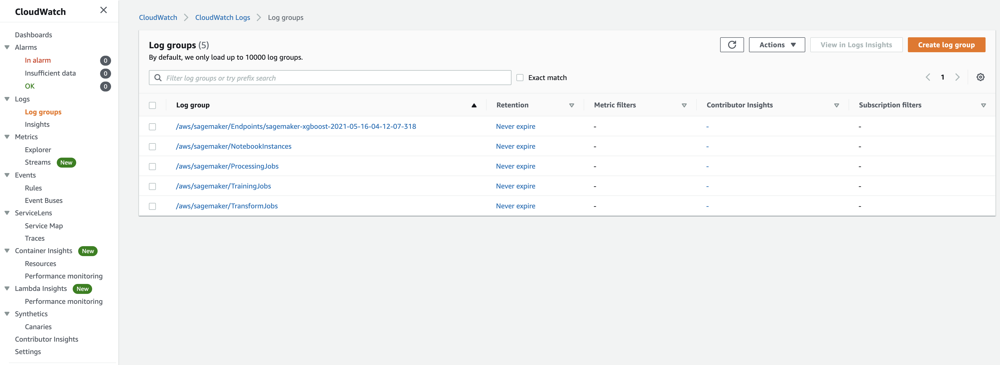 CloudWatch
Dashboards
Alarms
In alarm 0
Insufficient data 0
OK 0
Logs
Log groups
Insights
Metrics
Explorer
Streams New
Events
Rules
Event Buses
ServiceLens
Service Map
Traces
Container Insights New
Resources
Performance monitoring
Lambda Insights New
Performance monitoring
Synthetics
Canaries
Contributor Insights
Settings
CloudWatch CloudWatch Logs Log groups
Log groups (5)
By default, we only load up to 10000 log groups.
Actions View in Logs Insights Create log group
Filter log groups or try prefix search Exact match 1
Log group Retention Metric filters Contributor Insights Subscription filters
/aws/sagemaker/Endpoints/sagemaker-xgboost-2021-05-16-04-12-07-318 Never expire - - -
/aws/sagemaker/NotebookInstances Never expire - - -
/aws/sagemaker/ProcessingJobs Never expire - - -
/aws/sagemaker/TrainingJobs Never expire - - -
/aws/sagemaker/TransformJobs Never expire - - -